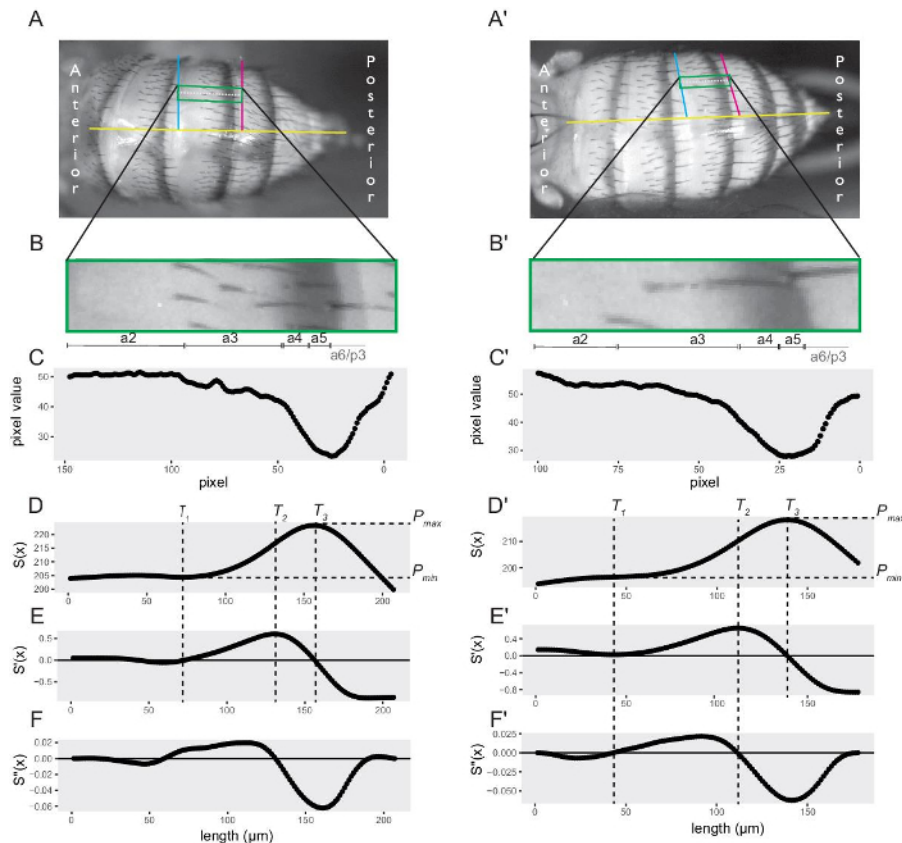 A
Anterior
Posterior
B
a2 a3 a4 a5
a6/p3
C
pixel value
50
40
30
150 100 50 0
pixel
D
T1 T2 T3
Pmax
Pmin
S(x)
220
215
210
205
200
0 50 100 150 200
E
S'(x)
0.5
0.0
−0.5
0 50 100 150 200
F
S"(x)
0.02
0.00
−0.02
−0.04
−0.06
0 50 100 150 200
length (µm)
A'
Anterior
Posterior
B'
a2 a3 a4 a5
a6/p3
C'
pixel value
50
40
30
100 75 50 25 0
pixel
D'
T1 T2 T3
Pmax
Pmin
S(x)
210
200
0 50 100 150
E'
S'(x)
0.4
0.0
−0.4
−0.8
0 50 100 150
F'
S"(x)
0.025
0.000
−0.025
−0.050
0 50 100 150
length (µm)